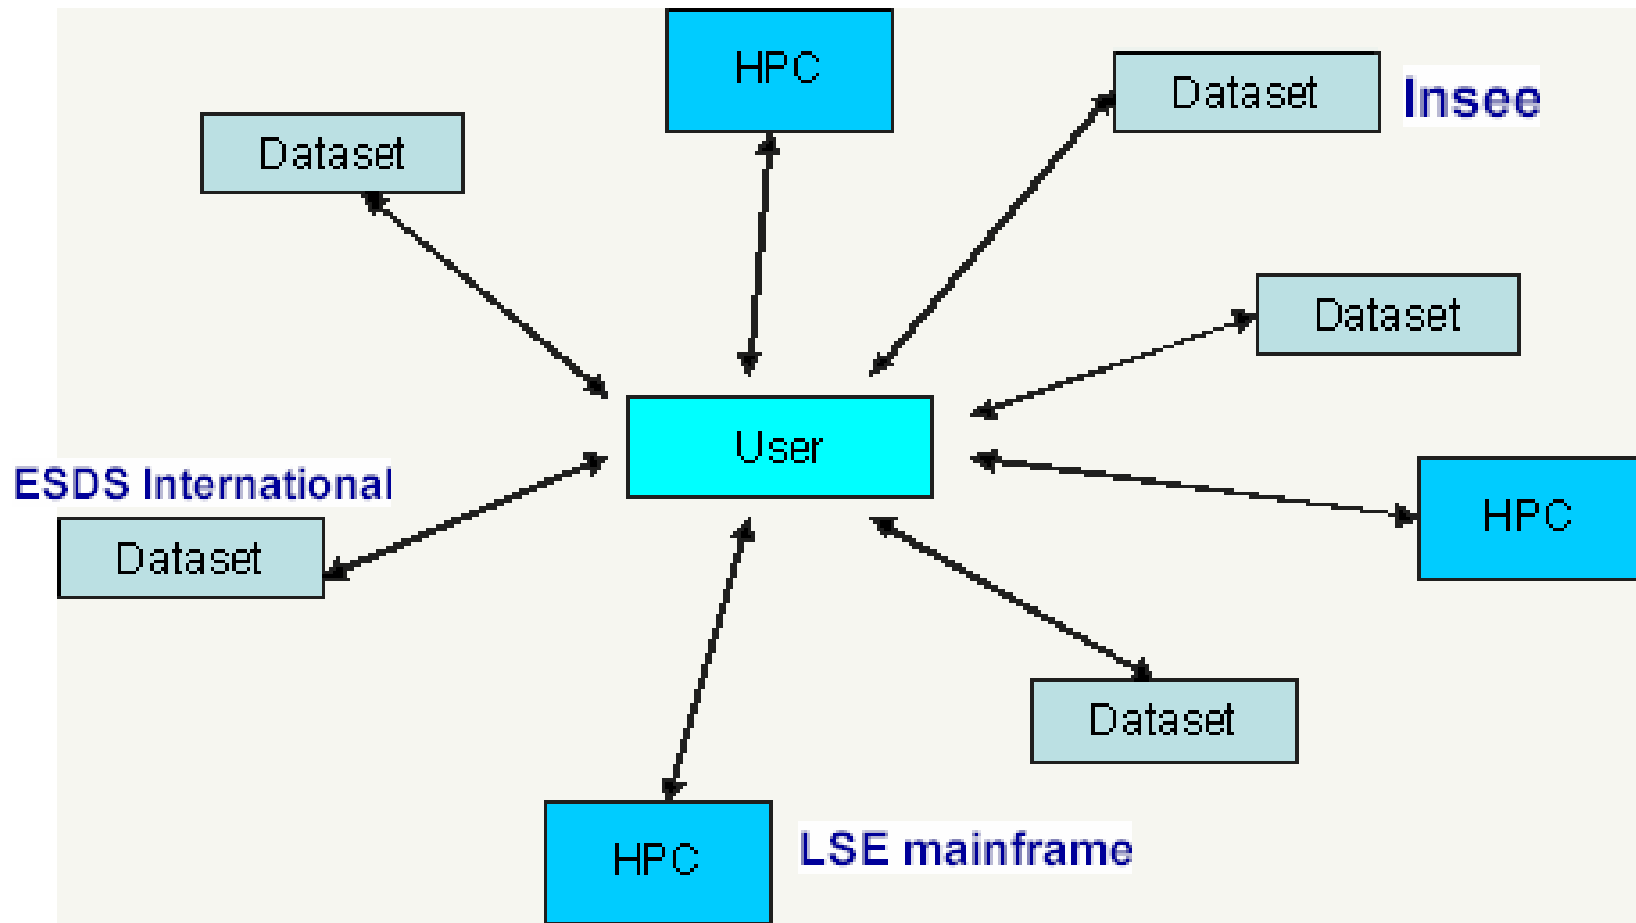 HPC
Dataset
Insee
Dataset
Dataset
User
ESDS International
HPC
Dataset
Dataset
HPC
LSE mainframe